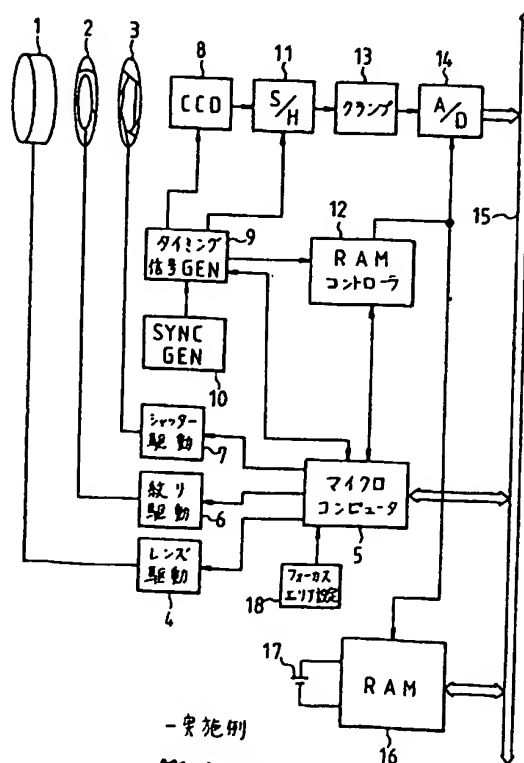 1
2
3
8
11
13
14
CCD
S/H
クランプ
A/D
15
タイミング
信号GEN
9
12
RAM
コントローラ
SYNC
GEN
10
シャッター
駆動
7
絞り
駆動
6
レンズ
駆動
4
マイクロ
コンピュータ
5
フォーカス
エリア設定
18
17
RAM
16
一実施例